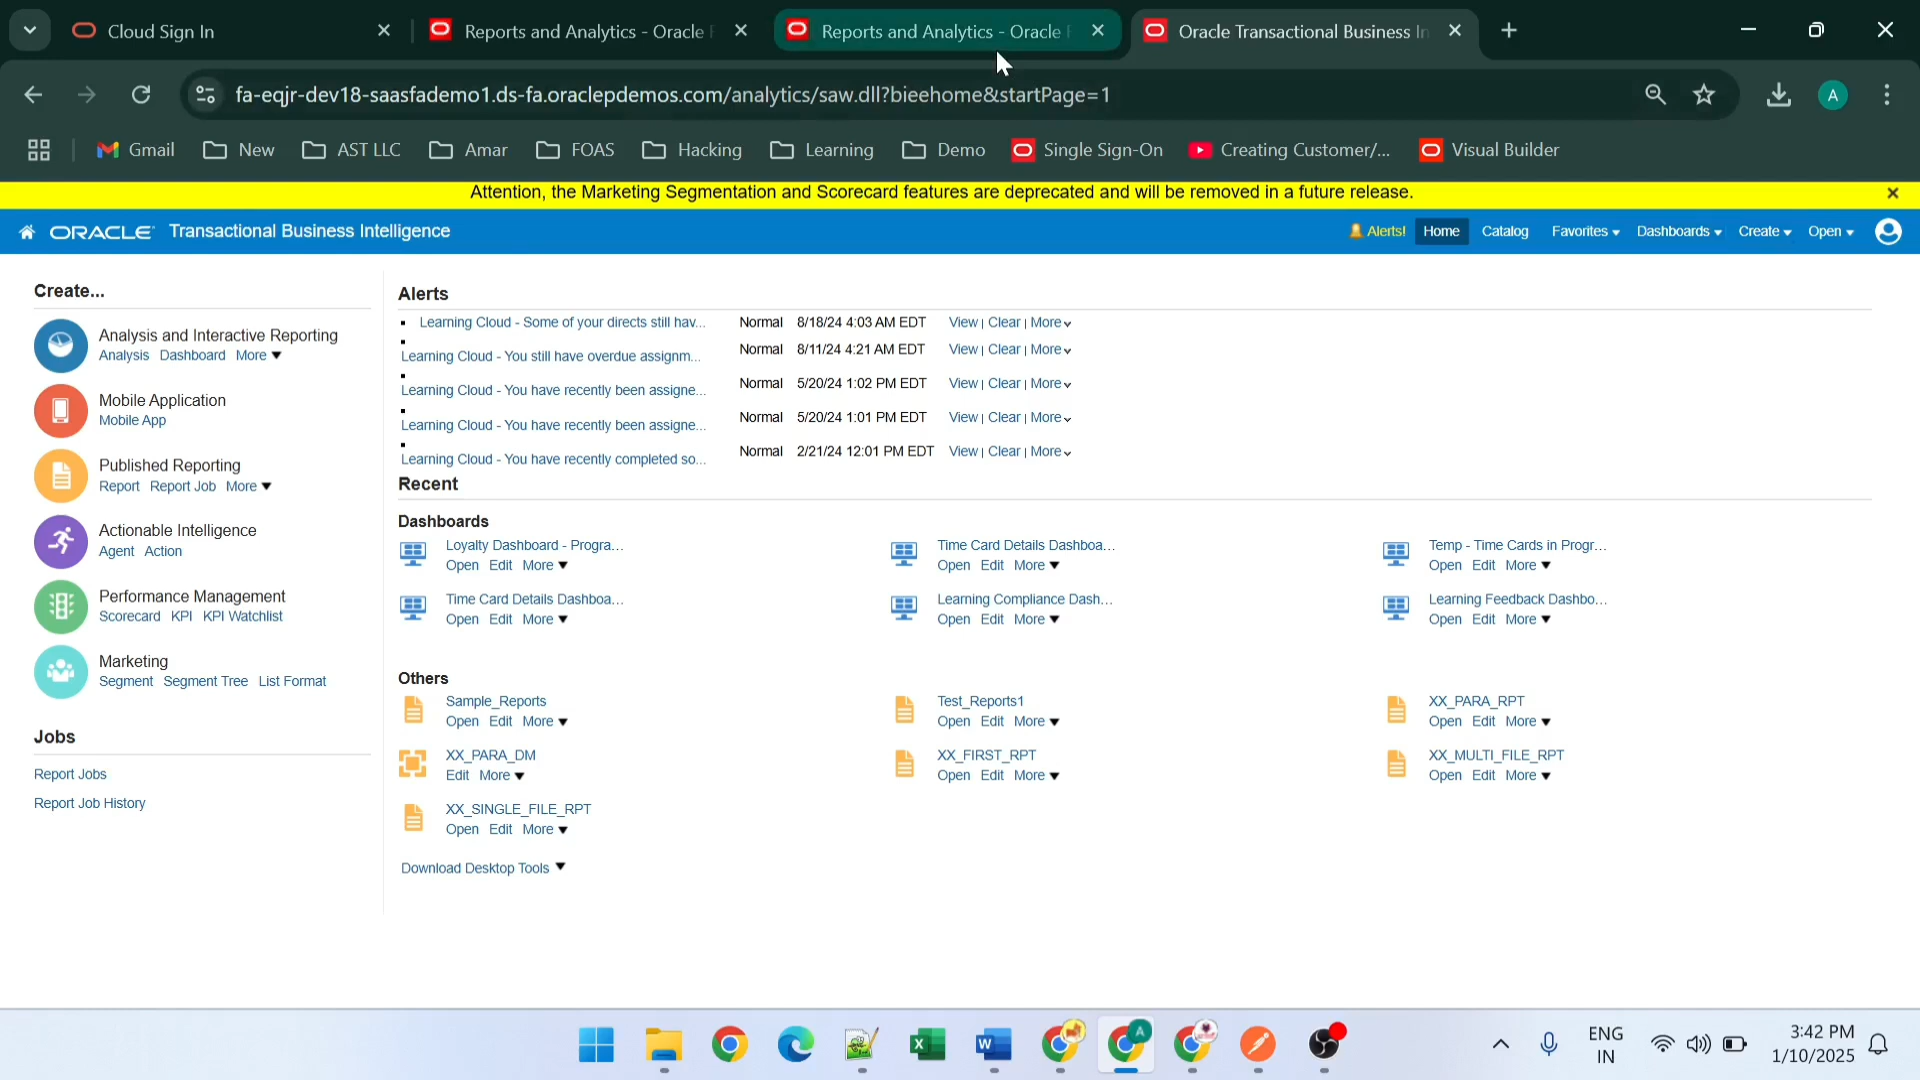 Cloud Sign In
Reports and Analytics - Oracle
Reports and Analytics - Oracle
Oracle Transactional Business In
fa-eqjr-dev18-saasfademo1.ds-fa.oraclepdemos.com/analytics/saw.dll?bieehome&startPage=1
A
Gmail
New
AST LLC
Amar
FOAS
Hacking
Learning
Demo
Single Sign-On
Creating Customer/...
Visual Builder
Attention, the Marketing Segmentation and Scorecard features are deprecated and will be removed in a future release.
ORACLE Transactional Business Intelligence
Alerts! Home Catalog Favorites Dashboards Create Open
Create...
Analysis and Interactive Reporting
Analysis Dashboard More
Mobile Application
Mobile App
Published Reporting
Report Report Job More
Actionable Intelligence
Agent Action
Performance Management
Scorecard KPI KPI Watchlist
Marketing
Segment Segment Tree List Format
Jobs
Report Jobs
Report Job History
Alerts
Learning Cloud - Some of your directs still hav... Normal 8/18/24 4:03 AM EDT View | Clear | More
Learning Cloud - You still have overdue assignm... Normal 8/11/24 4:21 AM EDT View | Clear | More
Learning Cloud - You have recently been assigne... Normal 5/20/24 1:02 PM EDT View | Clear | More
Learning Cloud - You have recently been assigne... Normal 5/20/24 1:01 PM EDT View | Clear | More
Learning Cloud - You have recently completed so... Normal 2/21/24 12:01 PM EDT View | Clear | More
Recent
Dashboards
Loyalty Dashboard - Progra... Time Card Details Dashboa... Temp - Time Cards in Progr...
Open Edit More Open Edit More Open Edit More
Time Card Details Dashboa... Learning Compliance Dash... Learning Feedback Dashbo...
Open Edit More Open Edit More Open Edit More
Others
Sample_Reports Test_Reports1 XX_PARA_RPT
Open Edit More Open Edit More Open Edit More
XX_PARA_DM XX_FIRST_RPT XX_MULTI_FILE_RPT
Edit More Open Edit More Open Edit More
XX_SINGLE_FILE_RPT
Open Edit More
Download Desktop Tools
A
ENG
IN
3:42 PM
1/10/2025